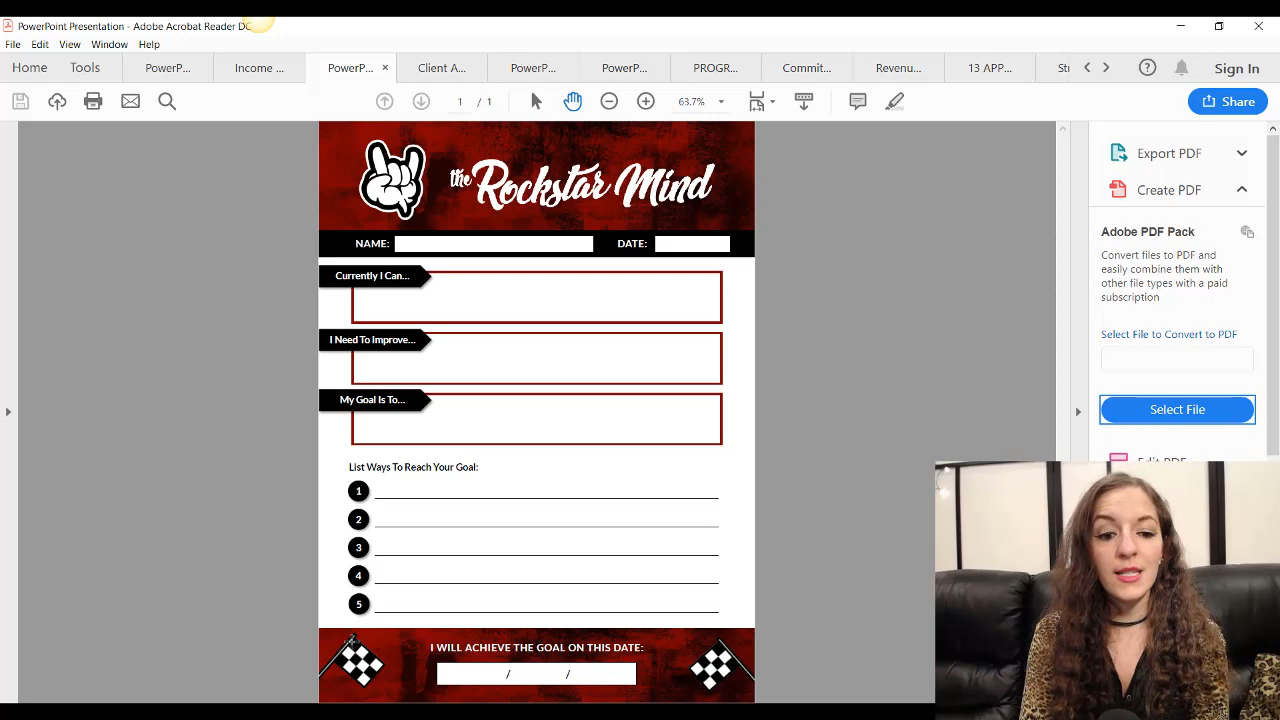 PowerPoint Presentation - Adobe Acrobat Reader DC
File Edit View Window Help
Home Tools PowerP... Income ... PowerP... × Client A... PowerP... PowerP... PROGR... Commit... Revenu... 13 APP... Sign In
1 / 1 63.7% Share
the Rockstar Mind
NAME: DATE:
Currently I Can...
I Need To Improve...
My Goal Is To...
List Ways To Reach Your Goal:
1
2
3
4
5
I WILL ACHIEVE THE GOAL ON THIS DATE:
/ /
Export PDF
Create PDF
Adobe PDF Pack
Convert files to PDF and
easily combine them with
other file types with a paid
subscription
Select File to Convert to PDF
Select File